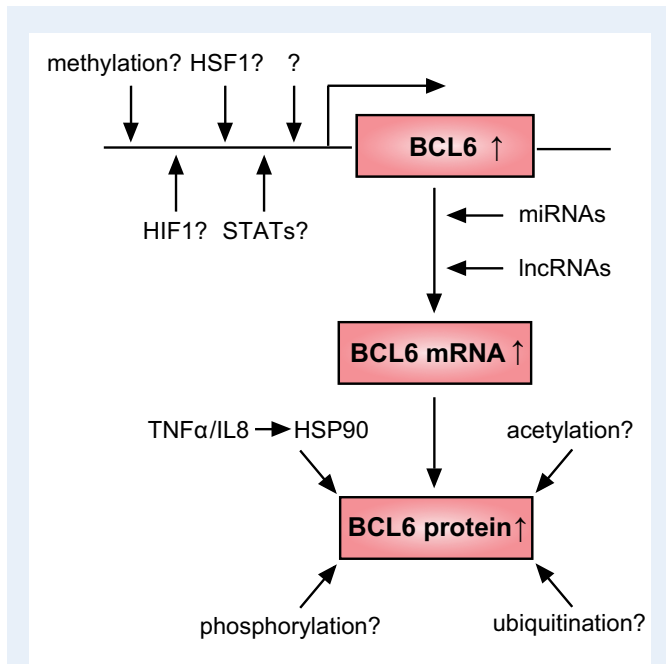 methylation? HSF1? ?
BCL6 ↑
HIF1? STATs?
miRNAs
lncRNAs
BCL6 mRNA ↑
TNFα/IL8 → HSP90 acetylation?
BCL6 protein ↑
phosphorylation? ubiquitination?